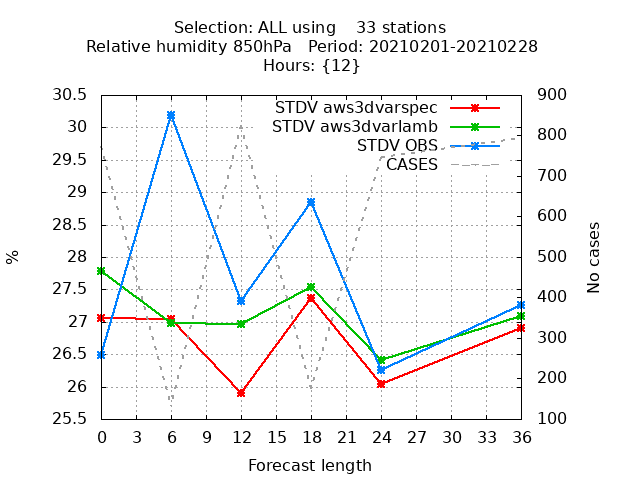 Selection: ALL using    33 stations
Relative humidity 850hPa   Period: 20210201-20210228
Hours: {12}
STDV aws3dvarspec
STDV aws3dvarlamb
STDV OBS
CASES
30.5
30
29.5
29
28.5
28
27.5
27
26.5
26
25.5
%
900
800
700
600
500
400
300
200
100
No cases
0 3 6 9 12 15 18 21 24 27 30 33 36
Forecast length